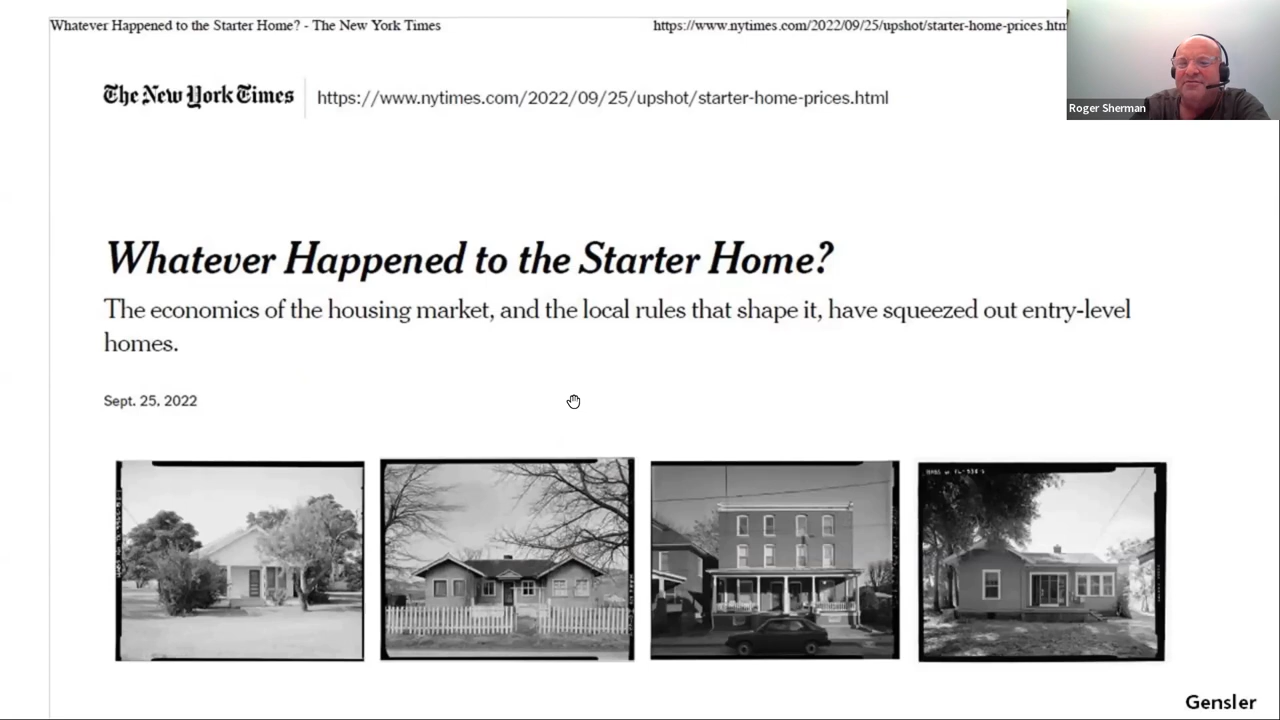 Whatever Happened to the Starter Home? - The New York Times
https://www.nytimes.com/2022/09/25/upshot/starter-home-prices.htm
Roger Sherman
The New York Times
https://www.nytimes.com/2022/09/25/upshot/starter-home-prices.html
Whatever Happened to the Starter Home?
The economics of the housing market, and the local rules that shape it, have squeezed out entry-level
homes.
Sept. 25, 2022
Gensler